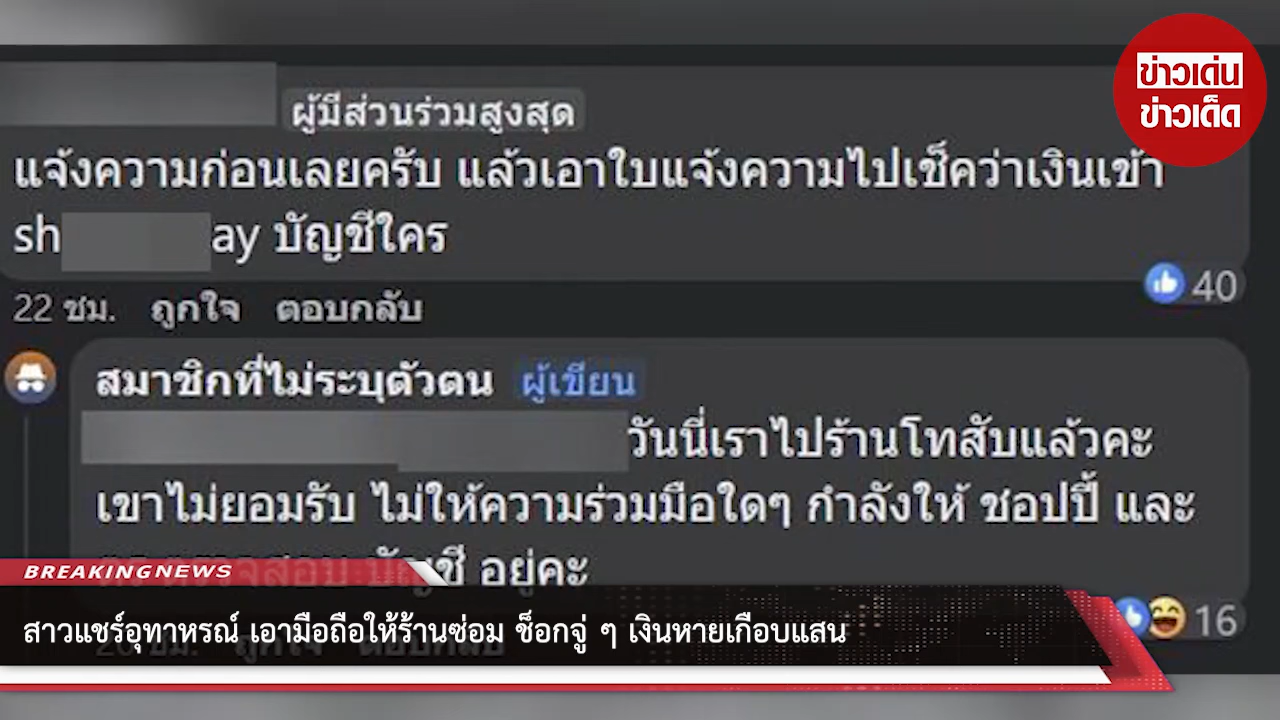 ข่าวเด่น
ข่าวเด็ด
ผู้มีส่วนร่วมสูงสุด
แจ้งความก่อนเลยครับ แล้วเอาใบแจ้งความไปเช็คว่าเงินเข้า
sh ay บัญชีใคร
22 ชม. ถูกใจ ตอบกลับ
40
สมาชิกที่ไม่ระบุตัวตน ผู้เขียน
วันนี่เราไปร้านโทสับแล้วคะ
เขาไม่ยอมรับ ไม่ให้ความร่วมมือใดๆ กำลังให้ ชอปปี้ และ
บัญชี อยู่คะ
16
BREAKING NEWS
สาวแชร์อุทาหรณ์ เอามือถือให้ร้านซ่อม ช็อกจู่ ๆ เงินหายเกือบแสน